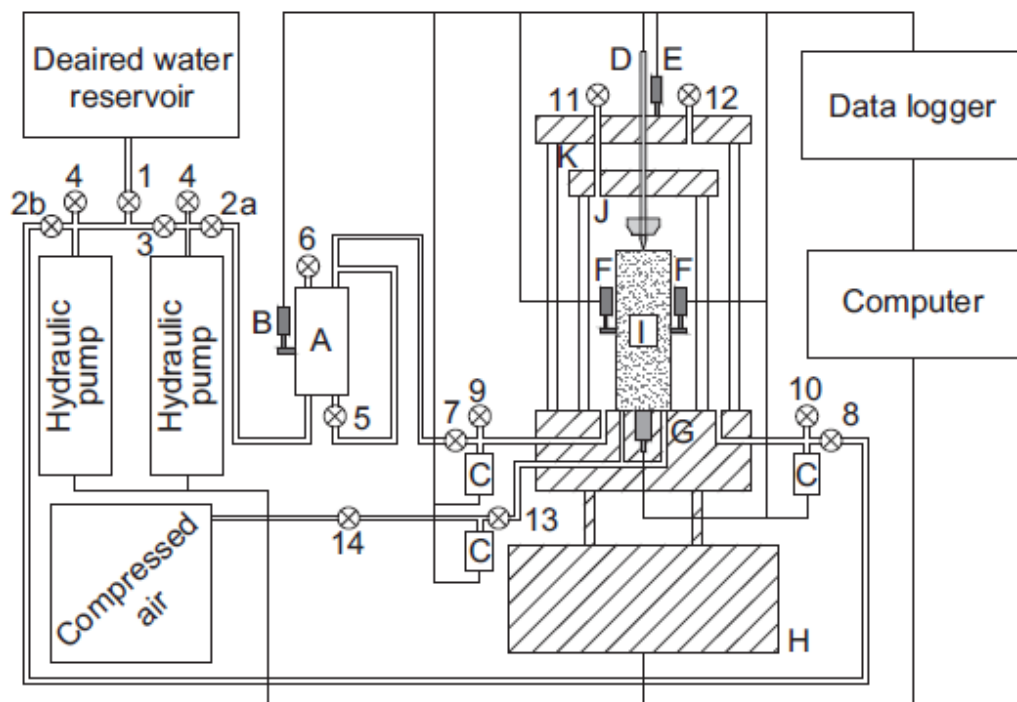 Deaired water
reservoir
D
E
11
12
Data logger
K
4
1
4
2b
2a
3
J
6
F
F
B
A
I
Computer
Hydraulic
pump
Hydraulic
pump
9
10
5
7
G
8
C
C
14
C
13
Compressed
air
H